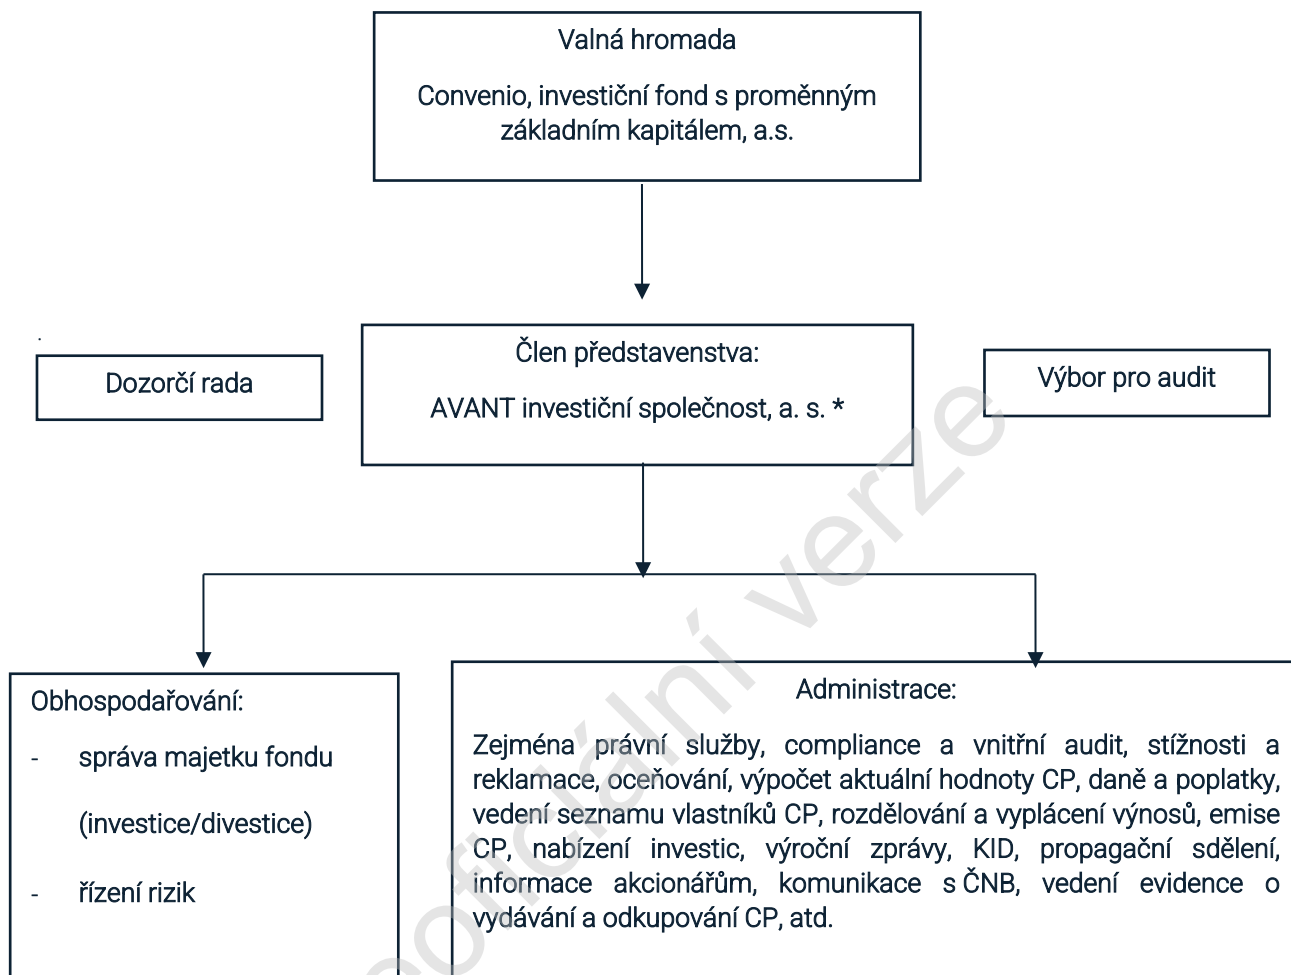 Valná hromada
Convenio, investiční fond s proměnným
základním kapitálem, a.s.
.
Dozorčí rada
Člen představenstva:
AVANT investiční společnost, a. s. *
Výbor pro audit
Obhospodařování:
- správa majetku fondu
(investice/divestice)
- řízení rizik
Administrace:
Zejména právní služby, compliance a vnitřní audit, stížnosti a
reklamace, oceňování, výpočet aktuální hodnoty CP, daně a poplatky,
vedení seznamu vlastníků CP, rozdělování a vyplácení výnosů, emise
CP, nabízení investic, výroční zprávy, KID, propagační sdělení,
informace akcionářům, komunikace s ČNB, vedení evidence o
vydávání a odkupování CP, atd.
eoficiální verze